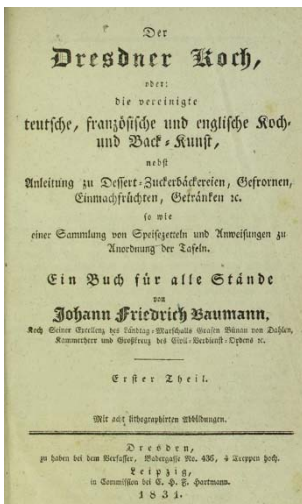 Der
Dresdner Koch,
oder:
die vereinigte
teutsche, französische und englische Koch-
und Back-Kunst,
nebst
Anleitung zu Dessert-Zuckerbäckereien, Gefrornen,
Einmachfrüchten, Getränken ꝛc.
so wie
einer Sammlung von Speisezetteln und Anweisungen zu
Anordnung der Tafeln.
Ein Buch für alle Stände
von
Johann Friedrich Baumann,
Koch Seiner Excellenz des Landtag-Marschalls Grafen Bünau von Dahlen,
Kammerherr und Großkreuz des Civil-Verdienst-Ordens ꝛc.
Erster Theil.
Mit acht lithographirten Abbildungen.
Dresden,
zu haben bei dem Verfasser, Badergasse No. 436, 4 Treppen hoch.
Leipzig,
in Commission bei C. H. F. Hartmann.
1831.